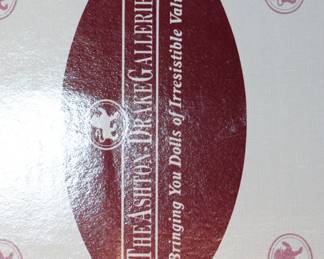 THE ASHTON-DRAKE GALLERIE
Bringing You Dolls of Irresistible Val